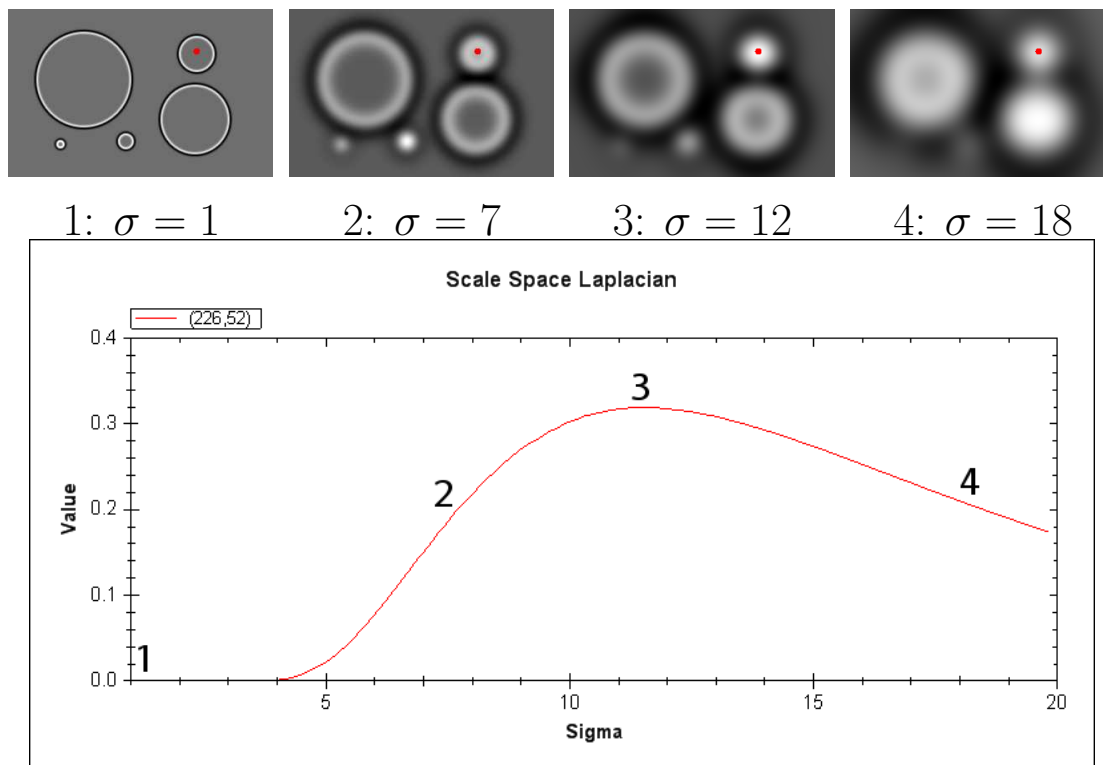 1: σ = 1 2: σ = 7 3: σ = 12 4: σ = 18
Scale Space Laplacian
(226,52)
0.4
3
0.3
4
2
0.2
Value
0.1
1
0.0
5 10 15 20
Sigma